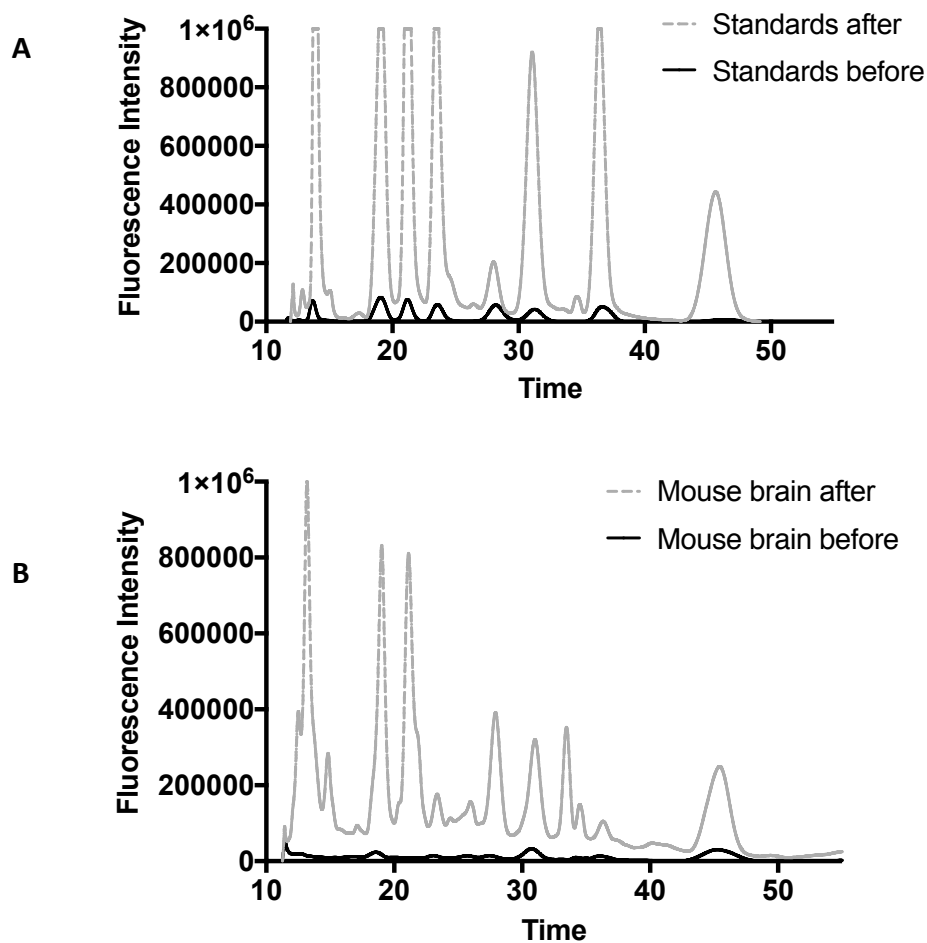 A
Fluorescence Intensity
1×10⁶
800000
600000
400000
200000
0
10 20 30 40 50
Time
Standards after
Standards before
B
Fluorescence Intensity
1×10⁶
800000
600000
400000
200000
0
10 20 30 40 50
Time
Mouse brain after
Mouse brain before